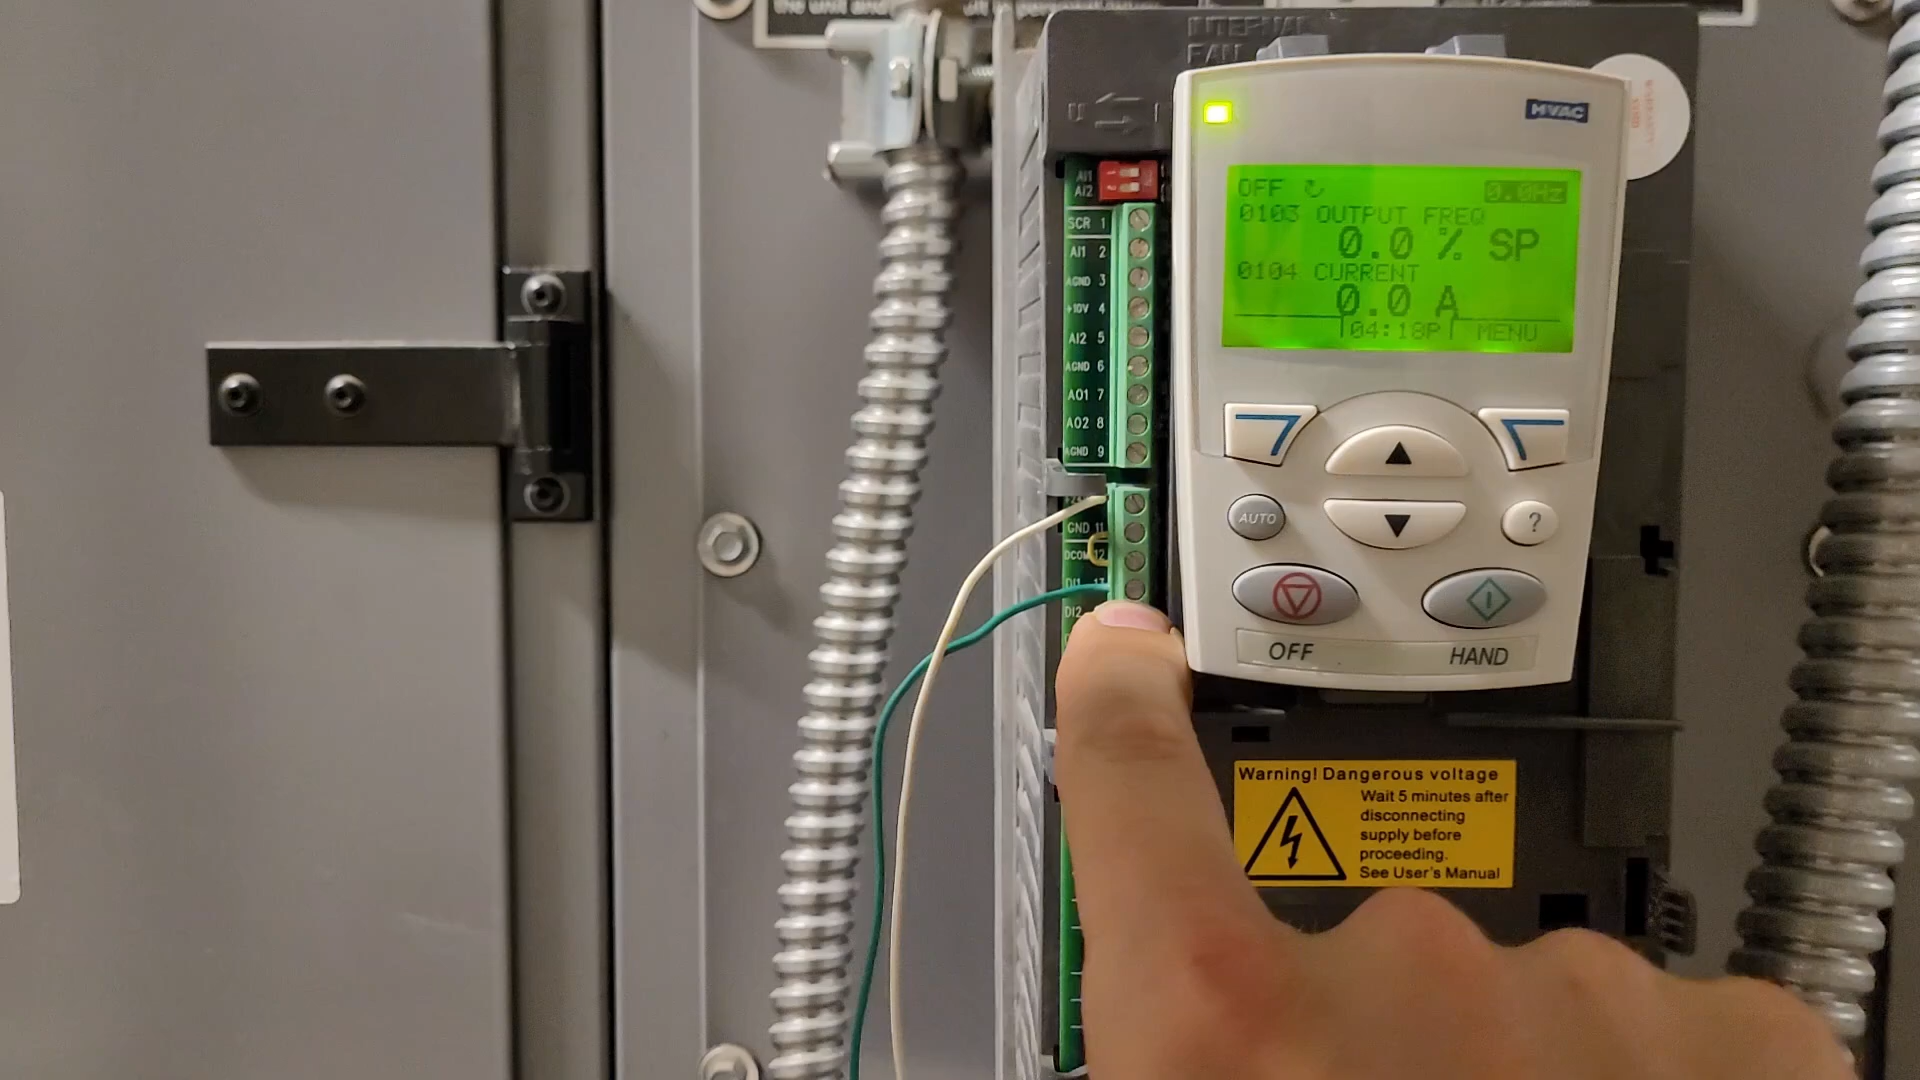 INTERNAL
FAN
HVAC
OFF 0.0Hz
0103 OUTPUT FREQ
0.0 % SP
0104 CURRENT
0.0 A
04:18P MENU
AUTO
?
OFF HAND
AI1
AI2
1 2
SCR 1
AI1 2
AGND 3
+10V 4
AI2 5
AGND 6
AO1 7
AO2 8
AGND 9
GND 11
DCOM 12
DI1 13
DI2
Warning! Dangerous voltage
Wait 5 minutes after
disconnecting
supply before
proceeding.
See User's Manual